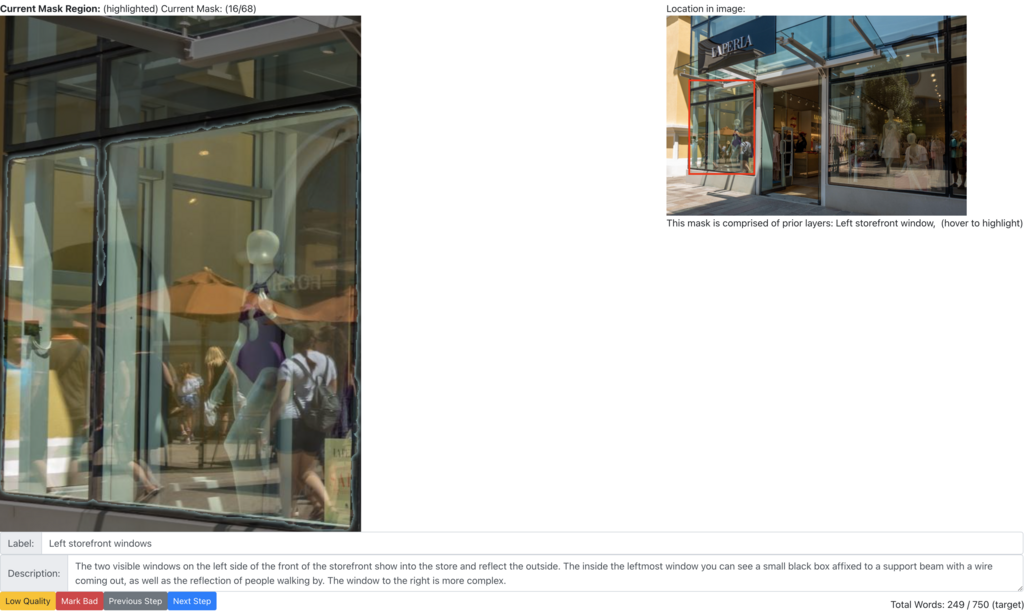 Current Mask Region: (highlighted) Current Mask: (16/68)
Location in image:
LA PERLA
This mask is comprised of prior layers: Left storefront window, (hover to highlight)
Label: Left storefront windows
Description: The two visible windows on the left side of the front of the storefront show into the store and reflect the outside. The inside the leftmost window you can see a small black box affixed to a support beam with a wire
coming out, as well as the reflection of people walking by. The window to the right is more complex.
Low Quality Mark Bad Previous Step Next Step
Total Words: 249 / 750 (target)